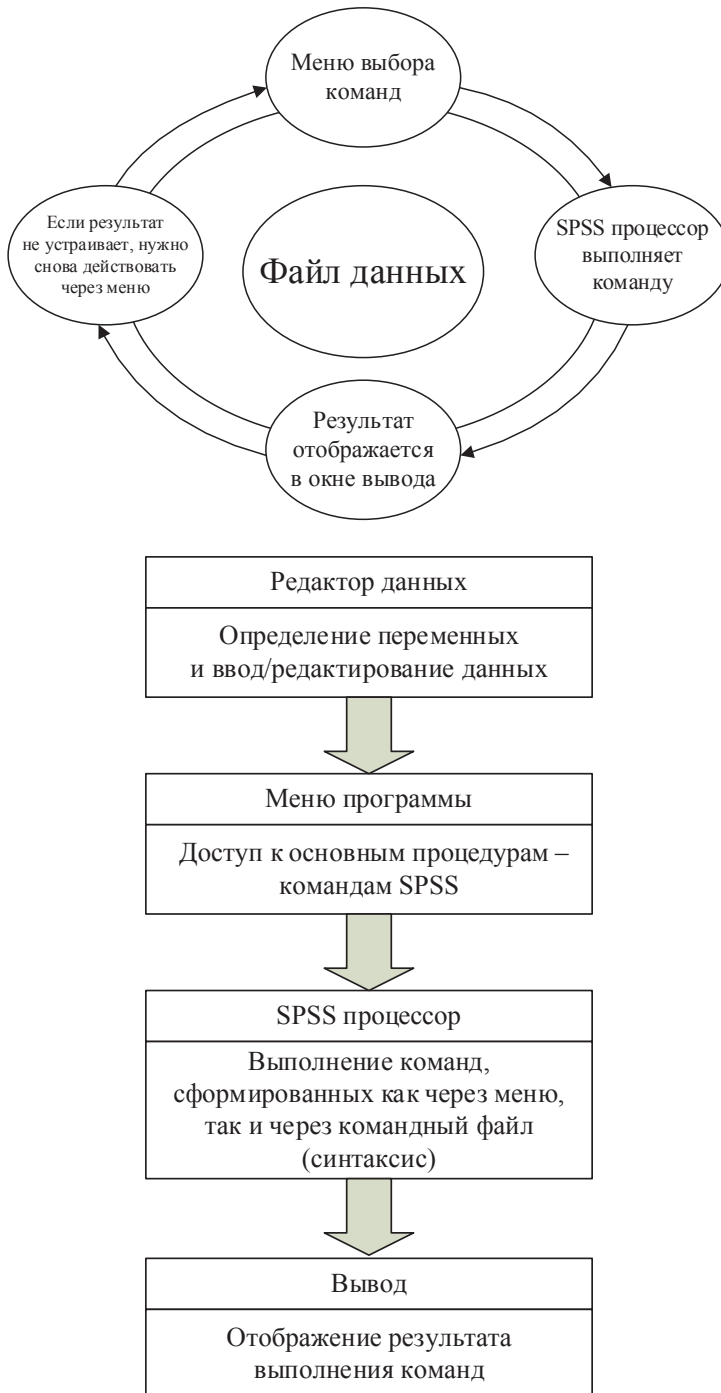 Меню выбора
команд
Если результат
не устраивает, нужно
снова действовать
через меню
Файл данных
SPSS процессор
выполняет
команду
Результат
отображается
в окне вывода
Редактор данных
Определение переменных
и ввод/редактирование данных
Меню программы
Доступ к основным процедурам –
командам SPSS
SPSS процессор
Выполнение команд,
сформированных как через меню,
так и через командный файл
(синтаксис)
Вывод
Отображение результата
выполнения команд